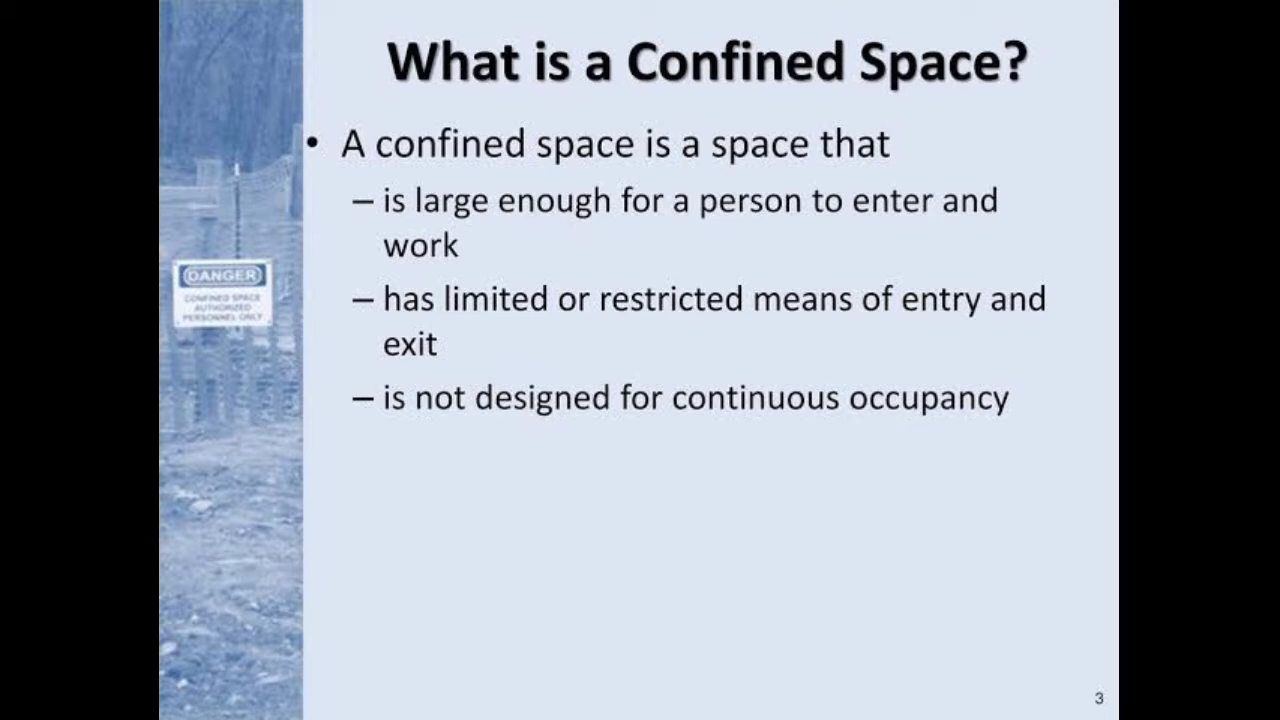 What is a Confined Space?
• A confined space is a space that
– is large enough for a person to enter and
work
– has limited or restricted means of entry and
exit
– is not designed for continuous occupancy
DANGER
CONFINED SPACE
AUTHORIZED
PERSONNEL ONLY
3